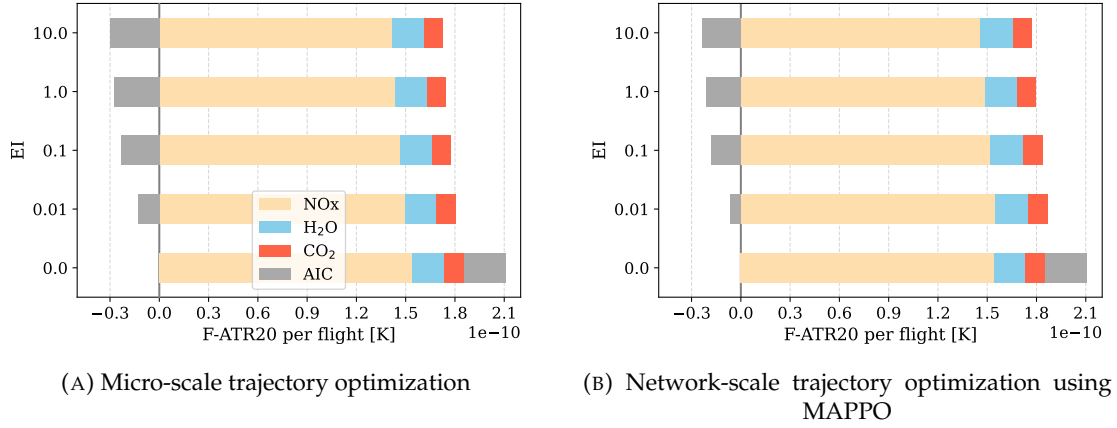 10.0
1.0
0.1
0.01
0.0
EI
NOx
H₂O
CO₂
AIC
−0.3 0.0 0.3 0.6 0.9 1.2 1.5 1.8 2.1
1e−10
F-ATR20 per flight [K]
(A) Micro-scale trajectory optimization
10.0
1.0
0.1
0.01
0.0
EI
−0.3 0.0 0.3 0.6 0.9 1.2 1.5 1.8 2.1
1e−10
F-ATR20 per flight [K]
(B) Network-scale trajectory optimization using
MAPPO